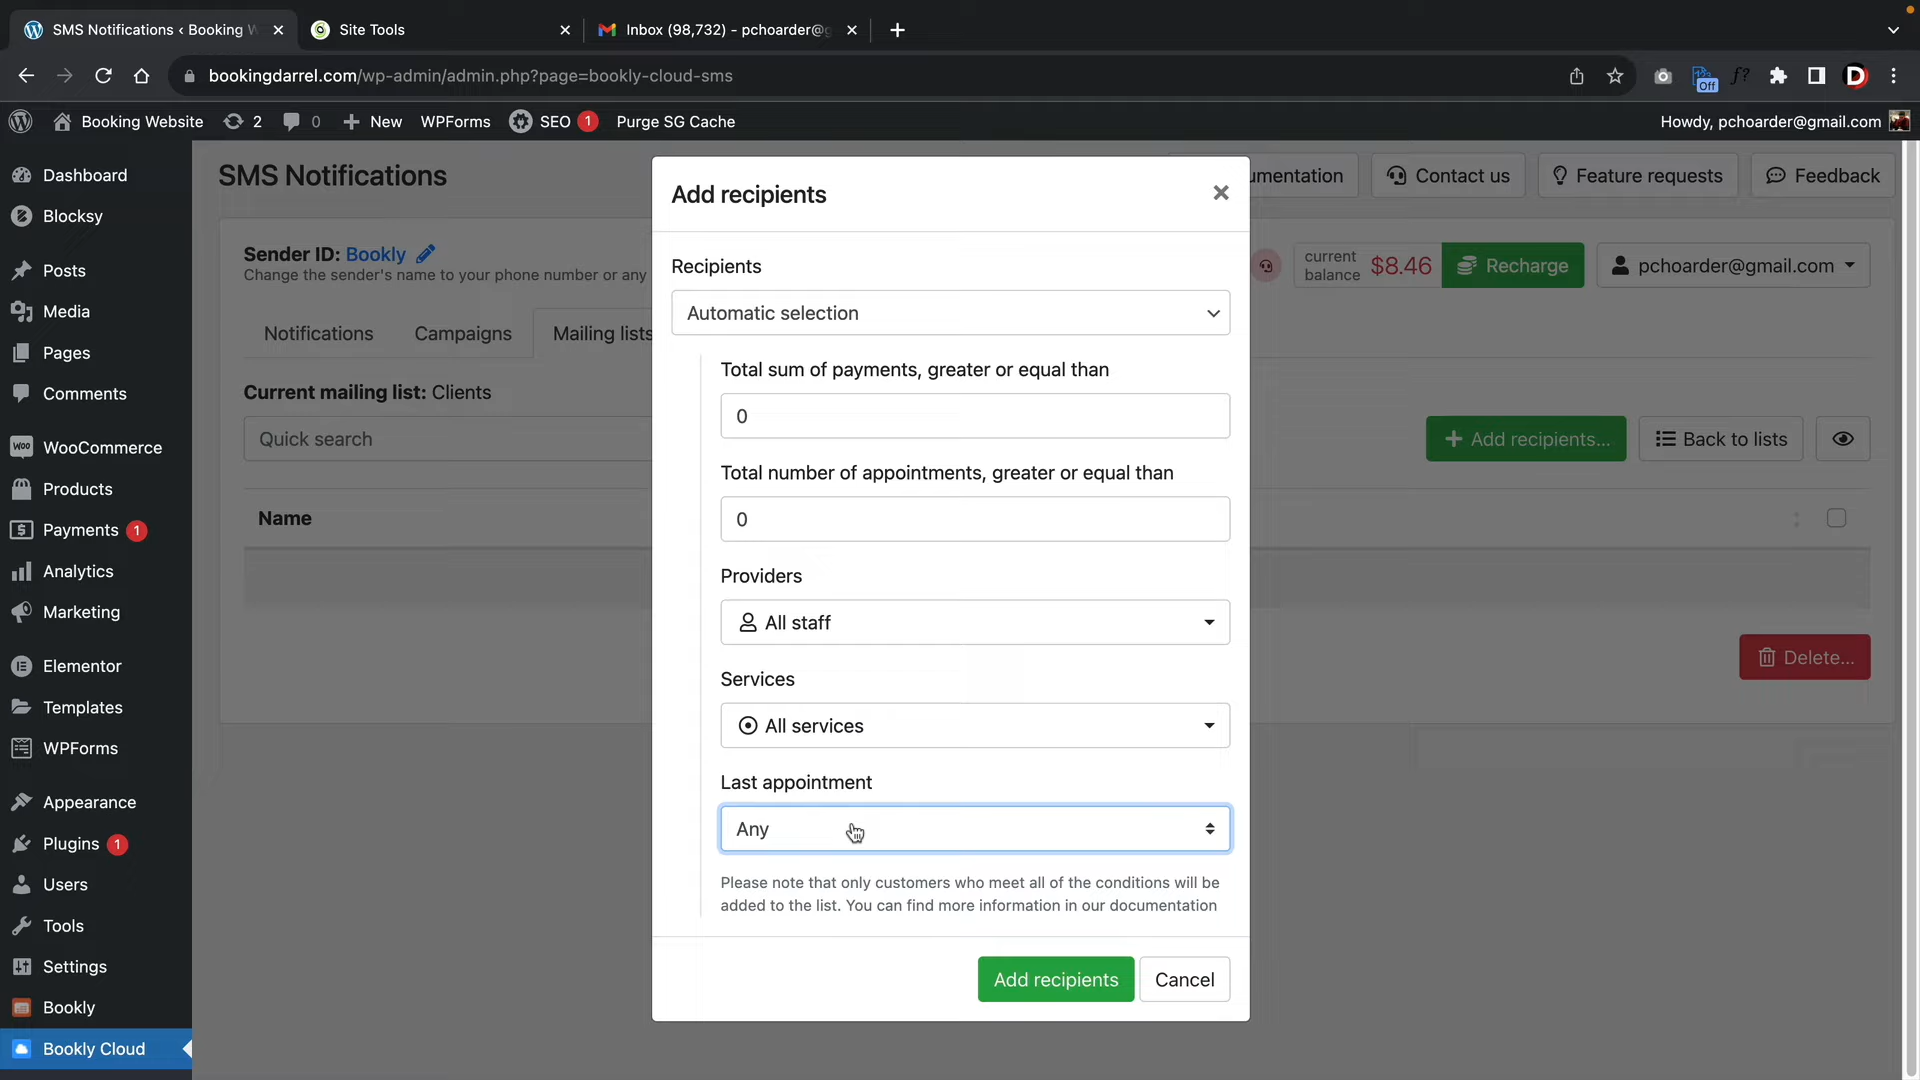 SMS Notifications ‹ Booking W
Site Tools
Inbox (98,732) - pchoarder@g
bookingdarrel.com/wp-admin/admin.php?page=bookly-cloud-sms
Off
f?
D
Booking Website
2
0
New
WPForms
SEO
1
Purge SG Cache
Howdy, pchoarder@gmail.com
Dashboard
Blocksy
Posts
Media
Pages
Comments
WooCommerce
Products
Payments 1
Analytics
Marketing
Elementor
Templates
WPForms
Appearance
Plugins 1
Users
Tools
Settings
Bookly
Bookly Cloud
SMS Notifications
umentation
Contact us
Feature requests
Feedback
Sender ID: Bookly
Change the sender's name to your phone number or any
current
balance
$8.46
Recharge
pchoarder@gmail.com
Notifications
Campaigns
Mailing lists
Current mailing list: Clients
Quick search
Add recipients...
Back to lists
Name
Delete...
Add recipients
Recipients
Automatic selection
Total sum of payments, greater or equal than
0
Total number of appointments, greater or equal than
0
Providers
All staff
Services
All services
Last appointment
Any
Please note that only customers who meet all of the conditions will be
added to the list. You can find more information in our documentation
Add recipients
Cancel